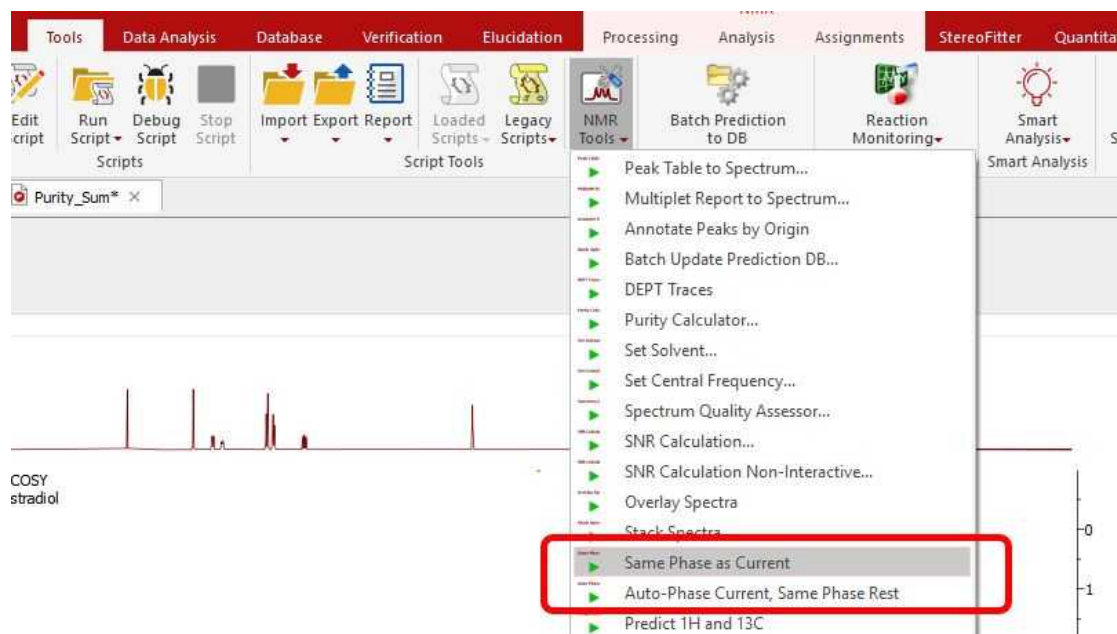 NMR
Tools Data Analysis Database Verification Elucidation Processing Analysis Assignments StereoFitter Quantita
Edit Script Run Script Debug Script Stop Script Import Export Report Loaded Scripts Legacy Scripts NMR Tools Batch Prediction to DB Reaction Monitoring Smart Analysis
Scripts Script Tools Smart Analysis
Purity_Sum*
Peak Table to Spectrum...
Multiplet Report to Spectrum...
Annotate Peaks by Origin
Batch Update Prediction DB...
DEPT Traces
Purity Calculator...
Set Solvent...
Set Central Frequency...
Spectrum Quality Assessor...
SNR Calculation...
SNR Calculation Non-Interactive...
Overlay Spectra
Stack Spectra
Same Phase as Current
Auto-Phase Current, Same Phase Rest
Predict 1H and 13C
COSY
stradiol
0
1